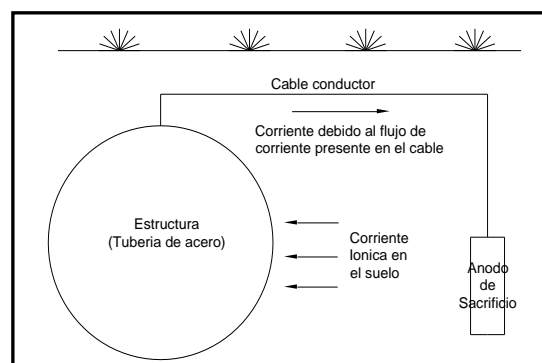 Cable conductor
Corriente debido al flujo de
corriente presente en el cable
Estructura
(Tuberia de acero)
Corriente
Ionica en
el suelo
Anodo
de
Sacrificio